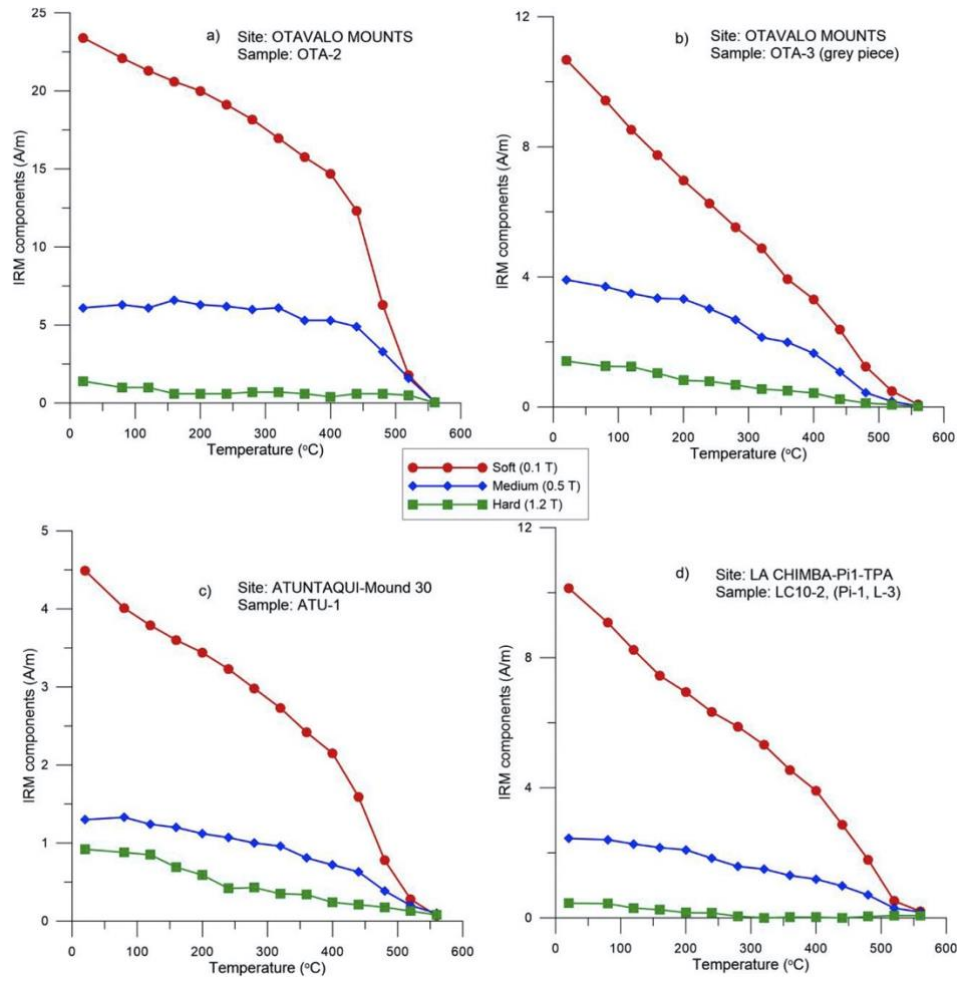 a) Site: OTAVALO MOUNTS
Sample: OTA-2
IRM components (A/m)
25
20
15
10
5
0
0 100 200 300 400 500 600
Temperature (°C)
b) Site: OTAVALO MOUNTS
Sample: OTA-3 (grey piece)
IRM components (A/m)
12
8
4
0
0 100 200 300 400 500 600
Temperature (°C)
Soft (0.1 T)
Medium (0.5 T)
Hard (1.2 T)
c) Site: ATUNTAQUI-Mound 30
Sample: ATU-1
IRM components (A/m)
5
4
3
2
1
0
0 100 200 300 400 500 600
Temperature (°C)
d) Site: LA CHIMBA-Pi1-TPA
Sample: LC10-2, (Pi-1, L-3)
IRM components (A/m)
12
8
4
0
0 100 200 300 400 500 600
Temperature (°C)